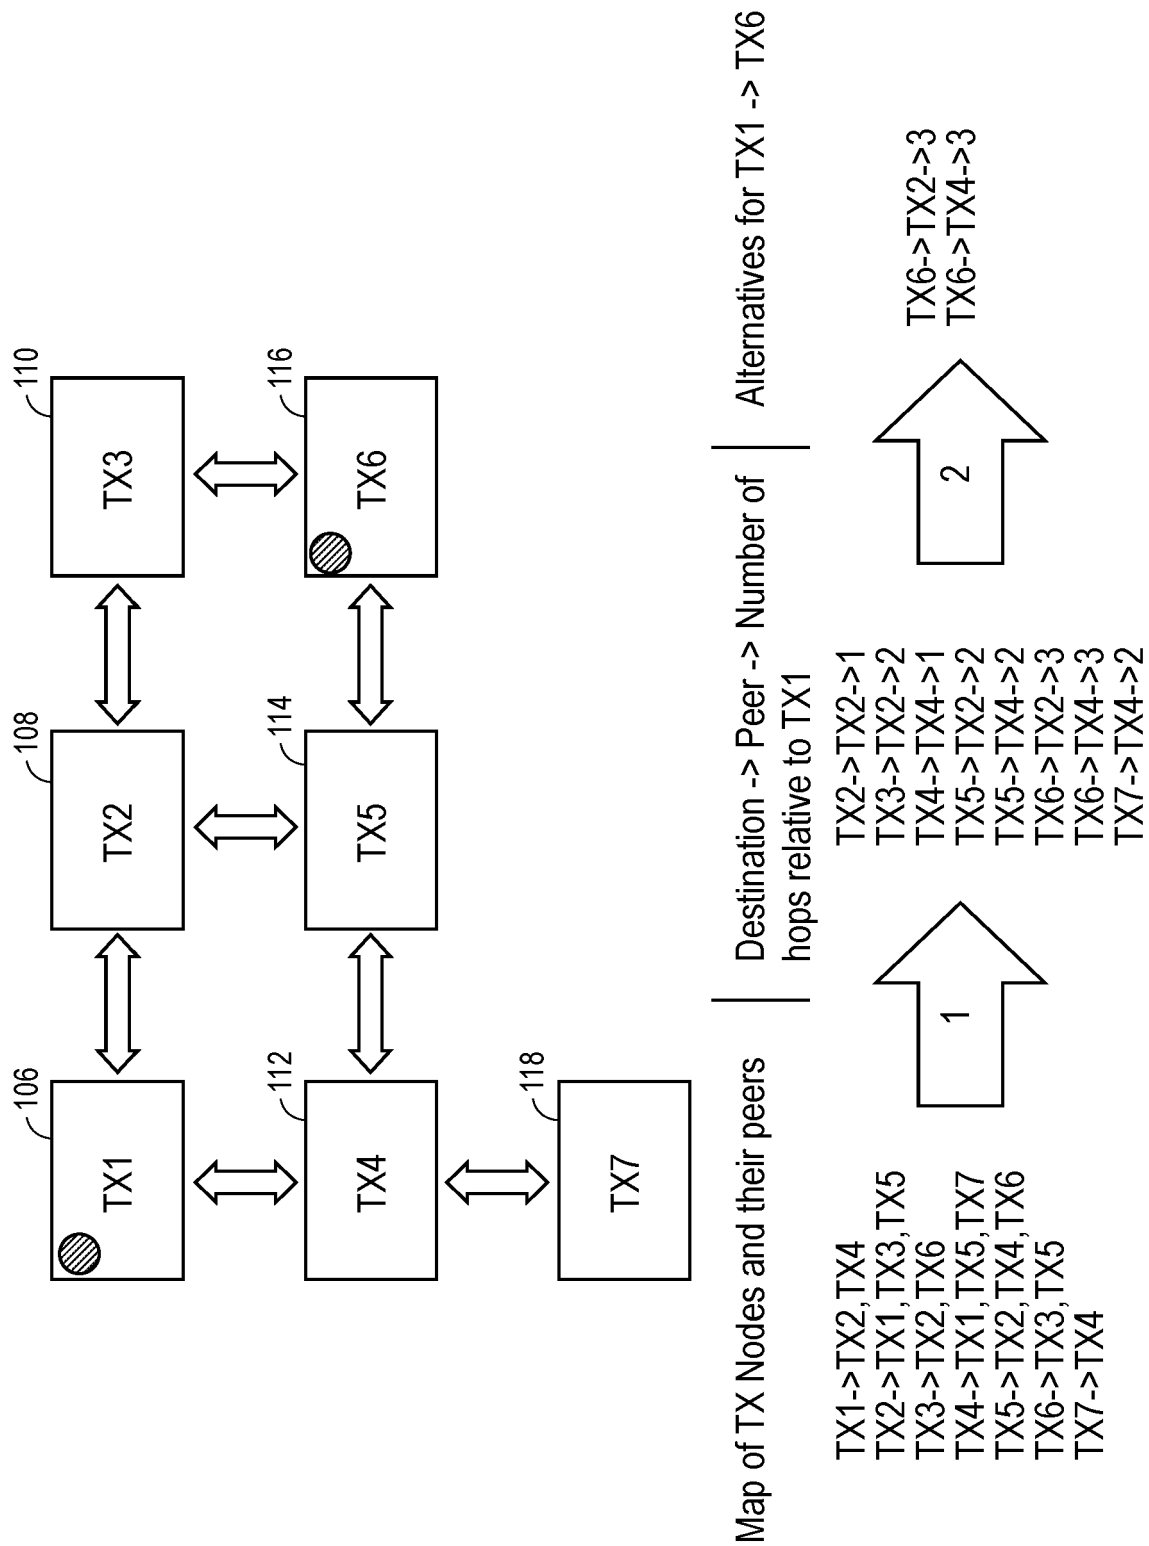 106
TX1
108
TX2
110
TX3
112
TX4
114
TX5
116
TX6
118
TX7
Map of TX Nodes and their peers
TX1->TX2,TX4
TX2->TX1,TX3,TX5
TX3->TX2,TX6
TX4->TX1,TX5,TX7
TX5->TX2,TX4,TX6
TX6->TX3,TX5
TX7->TX4
1
Destination -> Peer -> Number of
hops relative to TX1
TX2->TX2->1
TX3->TX2->2
TX4->TX4->1
TX5->TX2->2
TX5->TX4->2
TX6->TX2->3
TX6->TX4->3
TX7->TX4->2
2
Alternatives for TX1 -> TX6
TX6->TX2->3
TX6->TX4->3